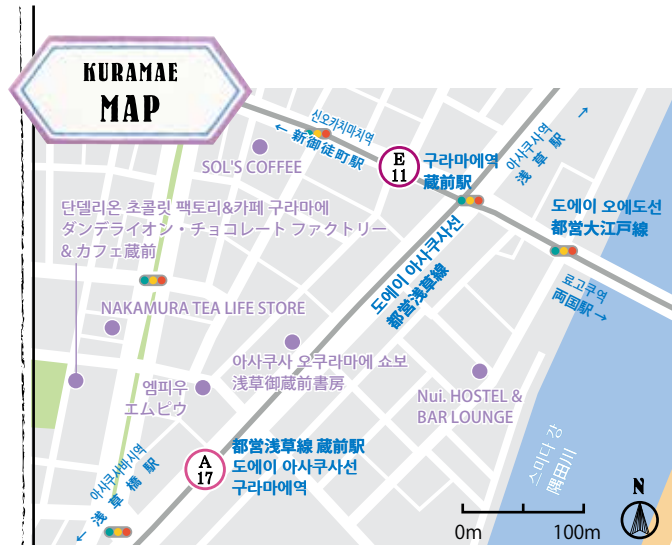 KURAMAE
MAP
신오카치마치역
← 新御徒町駅
SOL'S COFFEE
E
11
구라마에역
蔵前駅
아사쿠사역
浅草駅
→
도에이 오에도선
都営大江戸線
단델리온 초콜릿 팩토리&카페 구라마에
ダンデライオン・チョコレート ファクトリー
& カフェ蔵前
도에이 아사쿠사선
都営浅草線
료고쿠역
両国駅 →
NAKAMURA TEA LIFE STORE
아사쿠사 오쿠라마에 쇼보
浅草御蔵前書房
엠피우
エムピウ
Nui. HOSTEL &
BAR LOUNGE
A
17
都営浅草線 蔵前駅
도에이 아사쿠사선
구라마에역
아사쿠사바시역
← 浅草橋駅
스미다 강
隅田川
N
0m
100m